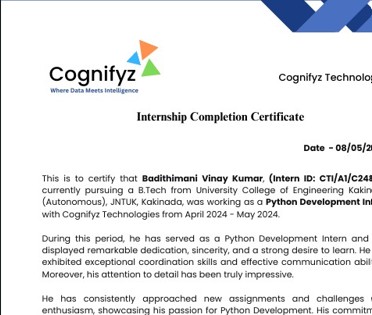 Cognifyz
Where Data Meets Intelligence
Cognifyz Technolog
Internship Completion Certificate
Date - 08/05/2
This is to certify that Badithimani Vinay Kumar, (Intern ID: CTI/A1/C248
currently pursuing a B.Tech from University College of Engineering Kakin
(Autonomous), JNTUK, Kakinada, was working as a Python Development In
with Cognifyz Technologies from April 2024 - May 2024.
During this period, he has served as a Python Development Intern and
displayed remarkable dedication, sincerity, and a strong desire to learn. He
exhibited exceptional coordination skills and effective communication abil
Moreover, his attention to detail has been truly impressive.
He has consistently approached new assignments and challenges
enthusiasm, showcasing his passion for Python Development. His commitm